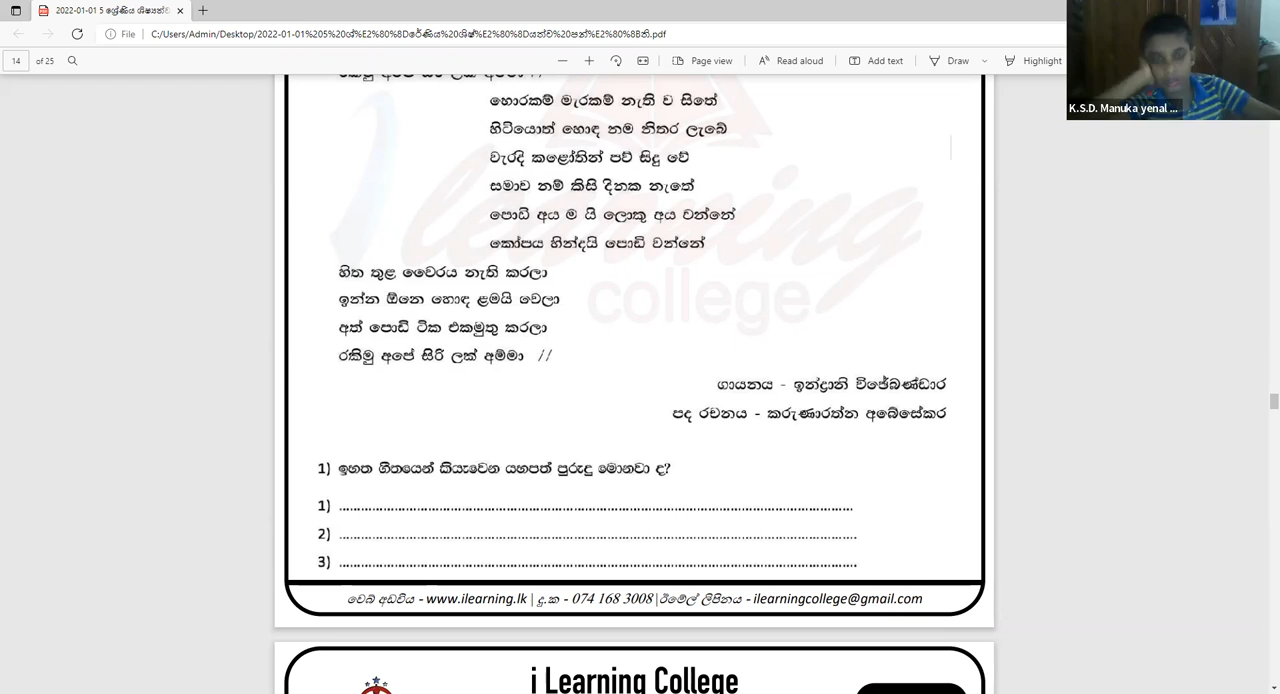 2022-01-01 5 ශ්‍රේණිය ශිෂ්‍යත්ව
File C:/Users/Admin/Desktop/2022-01-01%205%20ශ්%E2%80%8Dරේණිය%20ශිෂ්%E2%80%8Dයත්ව%20පන්%E2%80%8Bති.pdf
14 of 25 Page view Read aloud Add text Draw Highlight
K.S.D. Manuka yenal ...
හොරකම් මැරකම් නැති ව සිතේ
හිටියොත් හොඳ නම නිතර ලැබේ
වැරදි කළෝතින් පව් සිදු වේ
සමාව නම් කිසි දිනක නැතේ
පොඩි අය ම යි ලොකු අය වන්නේ
කෝපය හින්දයි පොඩි වන්නේ
හිත තුළ වෛරය නැති කරලා
ඉන්න ඕනෙ හොඳ ළමයි වෙලා
අත් පොඩි ටික එකමුතු කරලා
රකිමු අපේ සිරි ලක් අම්මා //
ගායනය - ඉන්ද්‍රානි විජේබණ්ඩාර
පද රචනය - කරුණාරත්න අබේසේකර
1) ඉහත ගීතයෙන් කියැවෙන යහපත් පුරුදු මොනවා ද?
1) ................................................................
2) ................................................................
3) ................................................................
වෙබ් අඩවිය - www.ilearning.lk | දු.ක - 074 168 3008 |ඊමේල් ලිපිනය - ilearningcollege@gmail.com
i Learning College
learning
college